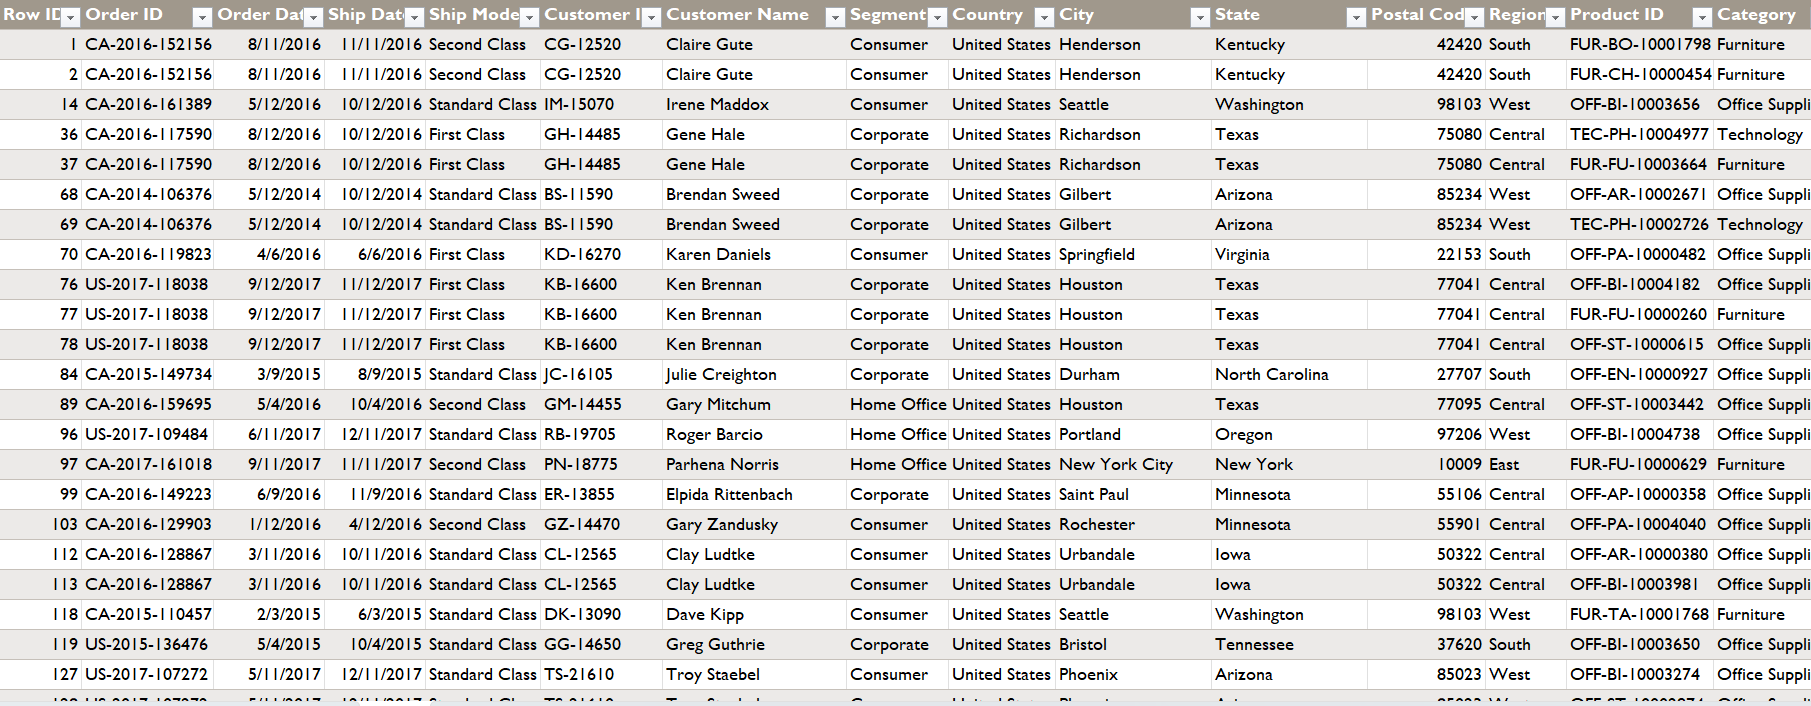 Row ID Order ID Order Dat Ship Dat Ship Mode Customer I Customer Name Segment Country City State Postal Cod Region Product ID Category
1 CA-2016-152156 8/11/2016 11/11/2016 Second Class CG-12520 Claire Gute Consumer United States Henderson Kentucky 42420 South FUR-BO-10001798 Furniture
2 CA-2016-152156 8/11/2016 11/11/2016 Second Class CG-12520 Claire Gute Consumer United States Henderson Kentucky 42420 South FUR-CH-10000454 Furniture
14 CA-2016-161389 5/12/2016 10/12/2016 Standard Class IM-15070 Irene Maddox Consumer United States Seattle Washington 98103 West OFF-BI-10003656 Office Suppli
36 CA-2016-117590 8/12/2016 10/12/2016 First Class GH-14485 Gene Hale Corporate United States Richardson Texas 75080 Central TEC-PH-10004977 Technology
37 CA-2016-117590 8/12/2016 10/12/2016 First Class GH-14485 Gene Hale Corporate United States Richardson Texas 75080 Central FUR-FU-10003664 Furniture
68 CA-2014-106376 5/12/2014 10/12/2014 Standard Class BS-11590 Brendan Sweed Corporate United States Gilbert Arizona 85234 West OFF-AR-10002671 Office Suppli
69 CA-2014-106376 5/12/2014 10/12/2014 Standard Class BS-11590 Brendan Sweed Corporate United States Gilbert Arizona 85234 West TEC-PH-10002726 Technology
70 CA-2016-119823 4/6/2016 6/6/2016 First Class KD-16270 Karen Daniels Consumer United States Springfield Virginia 22153 South OFF-PA-10000482 Office Suppli
76 US-2017-118038 9/12/2017 11/12/2017 First Class KB-16600 Ken Brennan Corporate United States Houston Texas 77041 Central OFF-BI-10004182 Office Suppli
77 US-2017-118038 9/12/2017 11/12/2017 First Class KB-16600 Ken Brennan Corporate United States Houston Texas 77041 Central FUR-FU-10000260 Furniture
78 US-2017-118038 9/12/2017 11/12/2017 First Class KB-16600 Ken Brennan Corporate United States Houston Texas 77041 Central OFF-ST-10000615 Office Suppli
84 CA-2015-149734 3/9/2015 8/9/2015 Standard Class JC-16105 Julie Creighton Corporate United States Durham North Carolina 27707 South OFF-EN-10000927 Office Suppli
89 CA-2016-159695 5/4/2016 10/4/2016 Second Class GM-14455 Gary Mitchum Home Office United States Houston Texas 77095 Central OFF-ST-10003442 Office Suppli
96 US-2017-109484 6/11/2017 12/11/2017 Standard Class RB-19705 Roger Barcio Home Office United States Portland Oregon 97206 West OFF-BI-10004738 Office Suppli
97 CA-2017-161018 9/11/2017 11/11/2017 Second Class PN-18775 Parhena Norris Home Office United States New York City New York 10009 East FUR-FU-10000629 Furniture
99 CA-2016-149223 6/9/2016 11/9/2016 Standard Class ER-13855 Elpida Rittenbach Corporate United States Saint Paul Minnesota 55106 Central OFF-AP-10000358 Office Suppli
103 CA-2016-129903 1/12/2016 4/12/2016 Second Class GZ-14470 Gary Zandusky Consumer United States Rochester Minnesota 55901 Central OFF-PA-10004040 Office Suppli
112 CA-2016-128867 3/11/2016 10/11/2016 Standard Class CL-12565 Clay Ludtke Consumer United States Urbandale Iowa 50322 Central OFF-AR-10000380 Office Suppli
113 CA-2016-128867 3/11/2016 10/11/2016 Standard Class CL-12565 Clay Ludtke Consumer United States Urbandale Iowa 50322 Central OFF-BI-10003981 Office Suppli
118 CA-2015-110457 2/3/2015 6/3/2015 Standard Class DK-13090 Dave Kipp Consumer United States Seattle Washington 98103 West FUR-TA-10001768 Furniture
119 US-2015-136476 5/4/2015 10/4/2015 Standard Class GG-14650 Greg Guthrie Corporate United States Bristol Tennessee 37620 South OFF-BI-10003650 Office Suppli
127 US-2017-107272 5/11/2017 12/11/2017 Standard Class TS-21610 Troy Staebel Consumer United States Phoenix Arizona 85023 West OFF-BI-10003274 Office Suppli